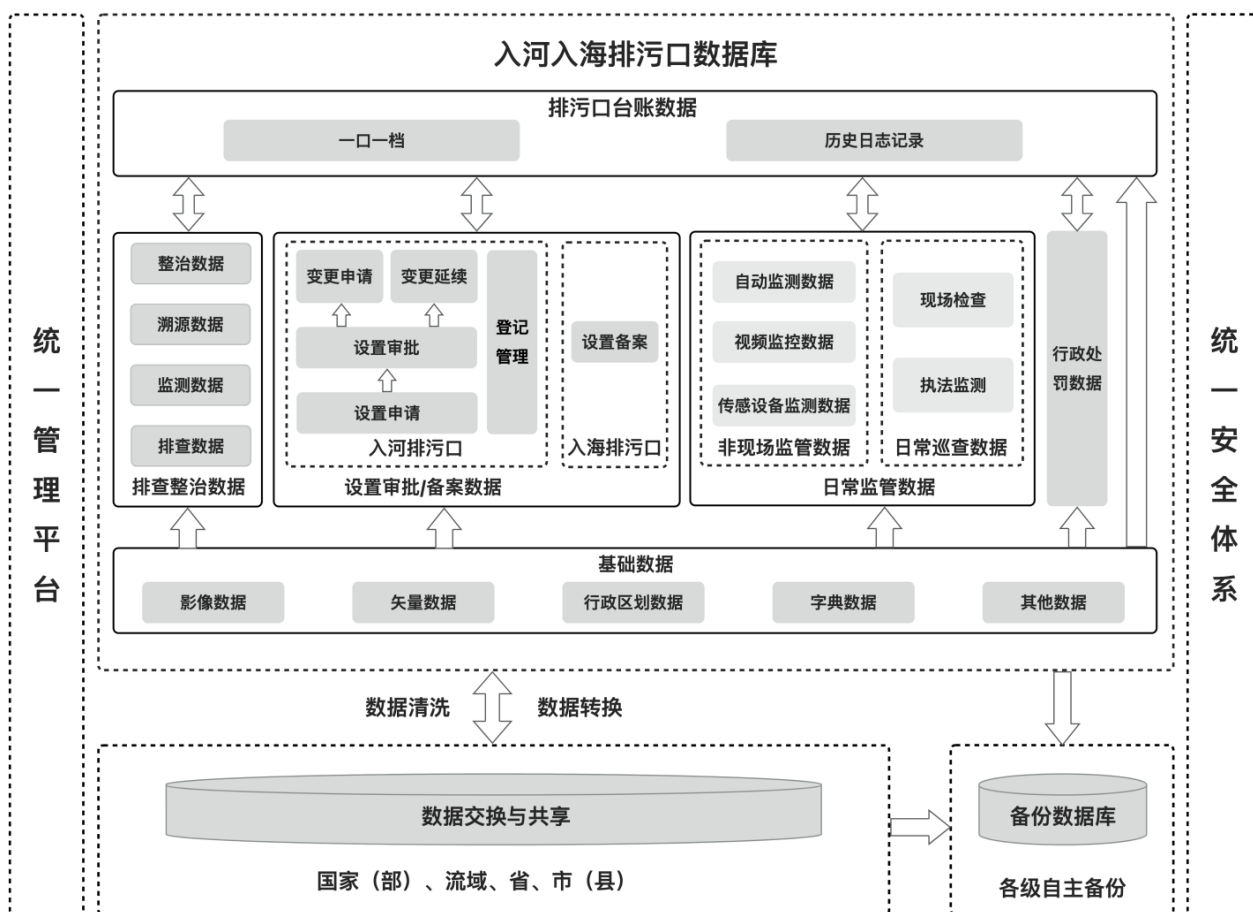 入河入海排污口数据库
排污口台账数据
一口一档
历史日志记录
整治数据
溯源数据
监测数据
排查数据
排查整治数据
变更申请
变更延续
设置审批
设置申请
登记
管理
入河排污口
设置备案
入海排污口
设置审批/备案数据
自动监测数据
视频监控数据
传感设备监测数据
非现场监管数据
现场检查
执法监测
日常巡查数据
日常监管数据
行政处
罚数据
基础数据
影像数据
矢量数据
行政区划数据
字典数据
其他数据
统
一
管
理
平
台
统
一
安
全
体
系
数据清洗
数据转换
数据交换与共享
国家（部）、流域、省、市（县）
备份数据库
各级自主备份